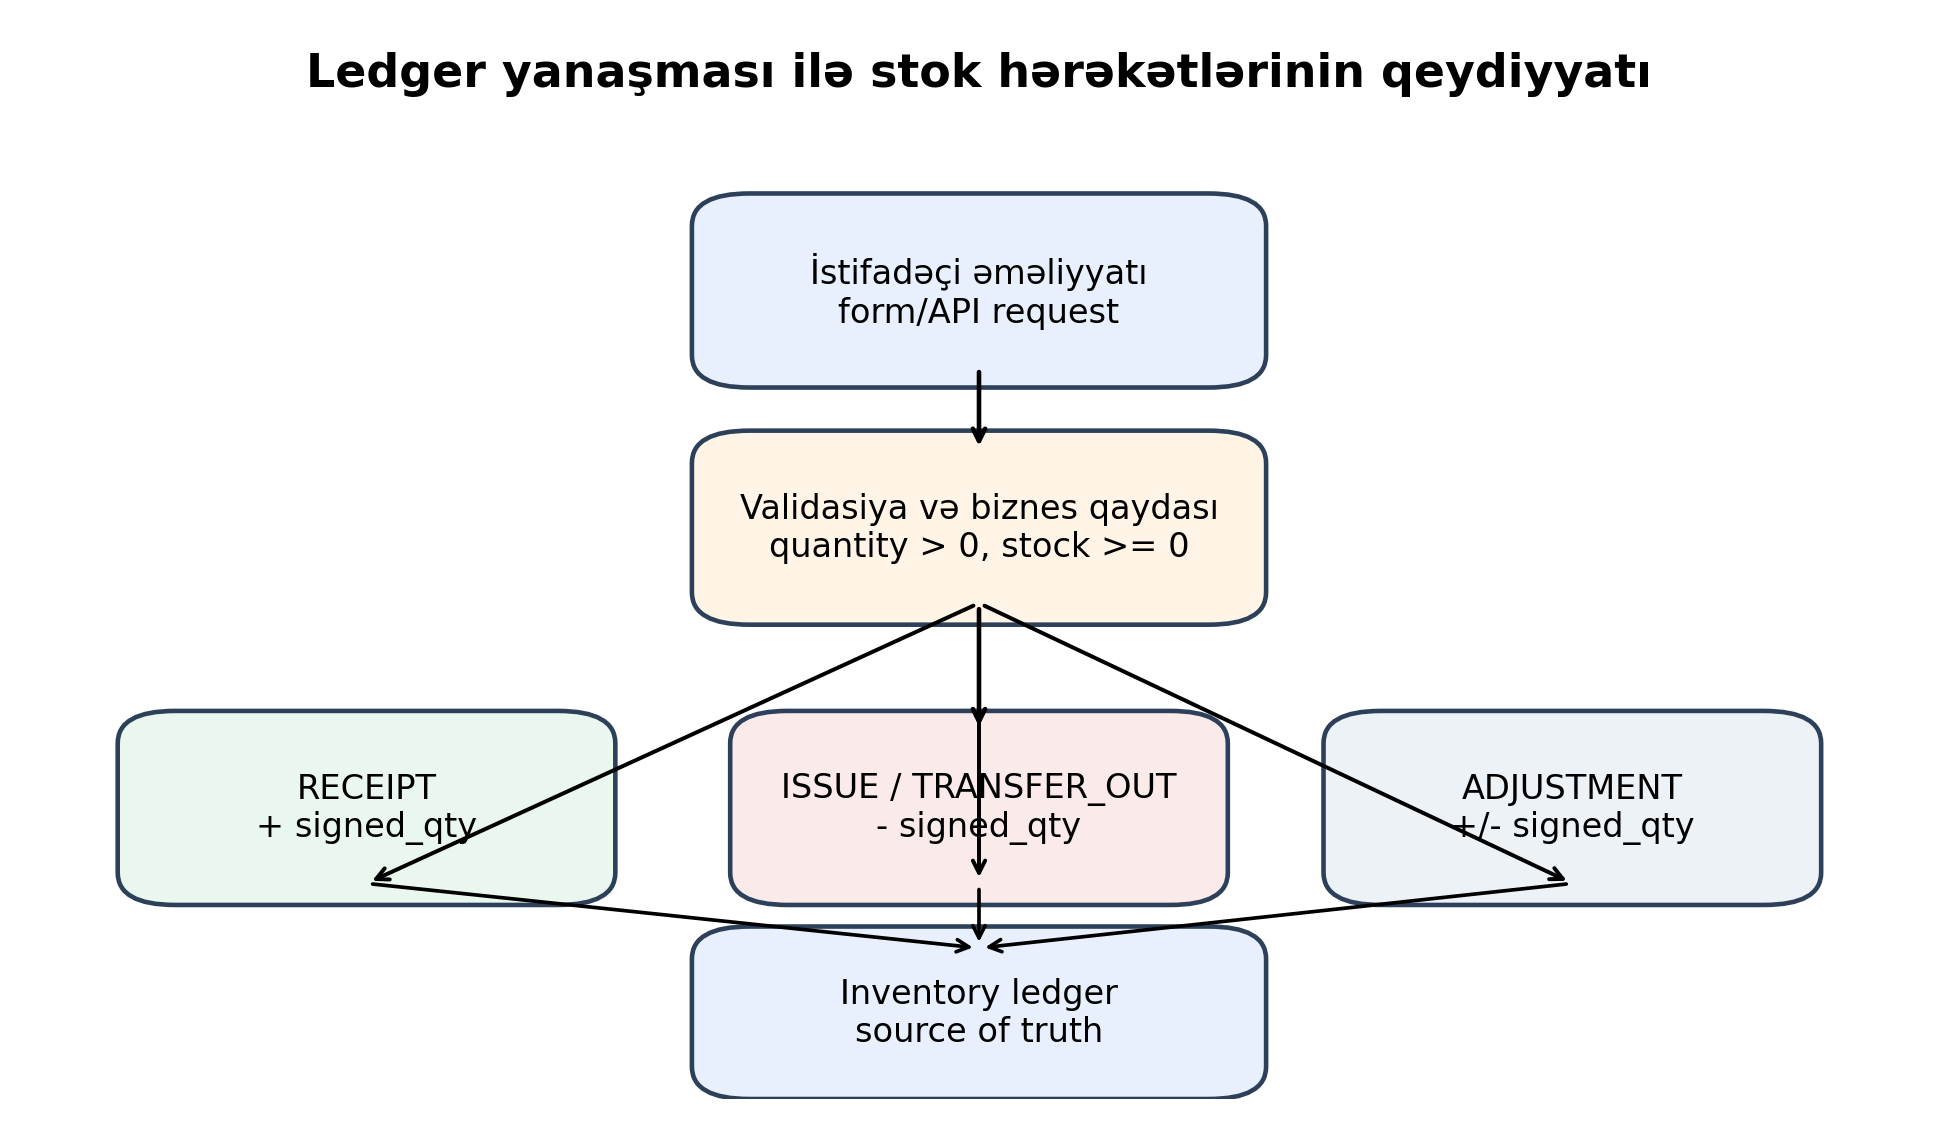 Ledger yanaşması ilə stok hərəkətlərinin qeydiyyatı
İstifadəçi əməliyyatı
form/API request
Validasiya və biznes qaydası
quantity > 0, stock >= 0
RECEIPT
+ signed_qty
ISSUE / TRANSFER_OUT
- signed_qty
ADJUSTMENT
+/- signed_qty
Inventory ledger
source of truth